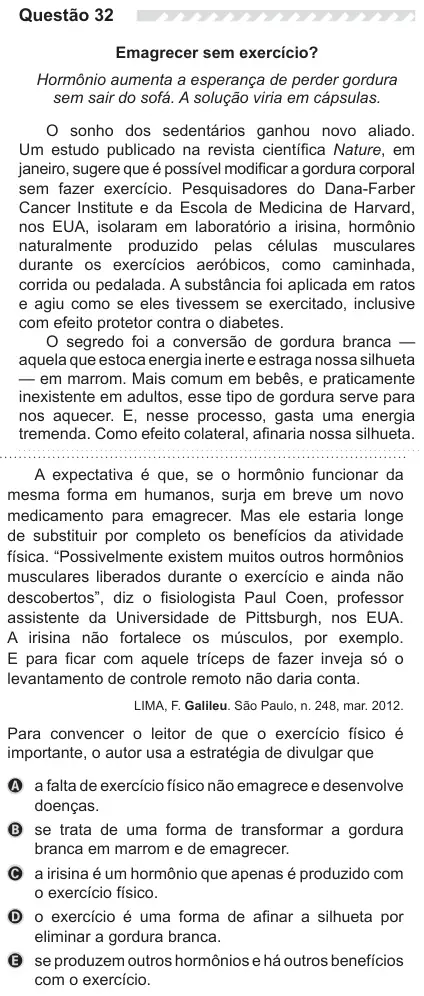 Questão 32
Emagrecer sem exercício?
Hormônio aumenta a esperança de perder gordura
sem sair do sofá. A solução viria em cápsulas.
O sonho dos sedentários ganhou novo aliado.
Um estudo publicado na revista científica Nature, em
janeiro, sugere que é possível modificar a gordura corporal
sem fazer exercício. Pesquisadores do Dana-Farber
Cancer Institute e da Escola de Medicina de Harvard,
nos EUA, isolaram em laboratório a irisina, hormônio
naturalmente produzido pelas células musculares
durante os exercícios aeróbicos, como caminhada,
corrida ou pedalada. A substância foi aplicada em ratos
e agiu como se eles tivessem se exercitado, inclusive
com efeito protetor contra o diabetes.
O segredo foi a conversão de gordura branca —
aquela que estoca energia inerte e estraga nossa silhueta
— em marrom. Mais comum em bebês, e praticamente
inexistente em adultos, esse tipo de gordura serve para
nos aquecer. E, nesse processo, gasta uma energia
tremenda. Como efeito colateral, afinaria nossa silhueta.
A expectativa é que, se o hormônio funcionar da
mesma forma em humanos, surja em breve um novo
medicamento para emagrecer. Mas ele estaria longe
de substituir por completo os benefícios da atividade
física. “Possivelmente existem muitos outros hormônios
musculares liberados durante o exercício e ainda não
descobertos”, diz o fisiologista Paul Coen, professor
assistente da Universidade de Pittsburgh, nos EUA.
A irisina não fortalece os músculos, por exemplo.
E para ficar com aquele tríceps de fazer inveja só o
levantamento de controle remoto não daria conta.
LIMA, F. Galileu. São Paulo, n. 248, mar. 2012.
Para convencer o leitor de que o exercício físico é
importante, o autor usa a estratégia de divulgar que
A a falta de exercício físico não emagrece e desenvolve
doenças.
B se trata de uma forma de transformar a gordura
branca em marrom e de emagrecer.
C a irisina é um hormônio que apenas é produzido com
o exercício físico.
D o exercício é uma forma de afinar a silhueta por
eliminar a gordura branca.
E se produzem outros hormônios e há outros benefícios
com o exercício.